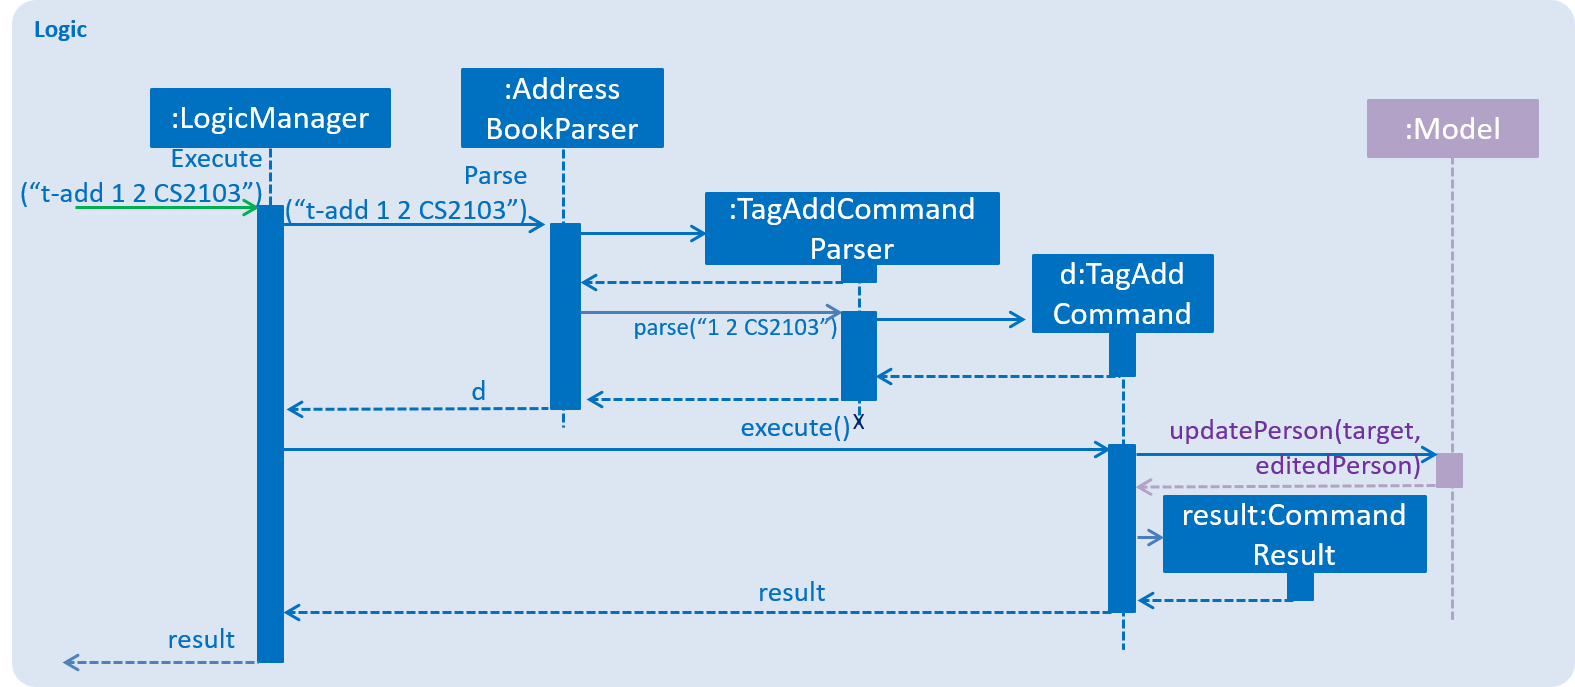 Logic
:LogicManager
:Address
BookParser
:Model
Execute
(“t-add 1 2 CS2103”)
Parse
(“t-add 1 2 CS2103”)
:TagAddCommand
Parser
d:TagAdd
Command
parse(“1 2 CS2103”)
d
execute()
X
updatePerson(target,
editedPerson)
result:Command
Result
result
result